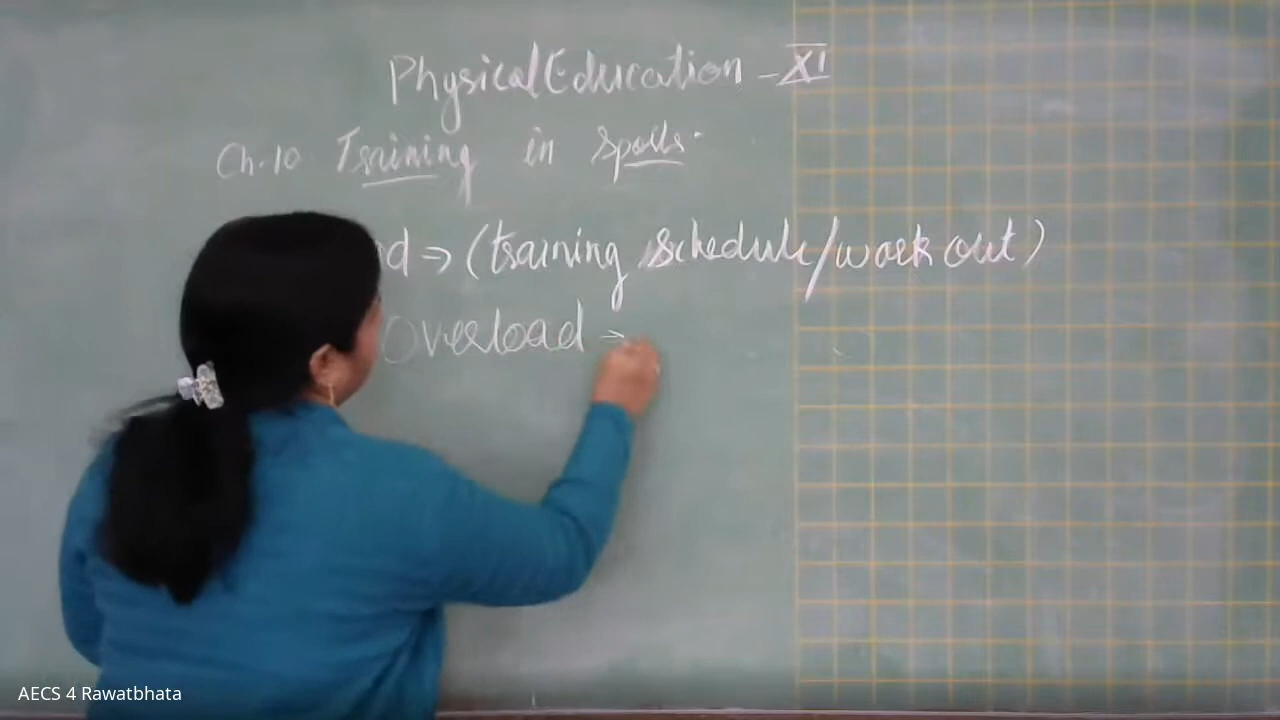 Physical Education - XI
Ch.10 Training in Sports.
d ⇒ (training schedule/work out)
Overload ⇒
AECS 4 Rawatbhata